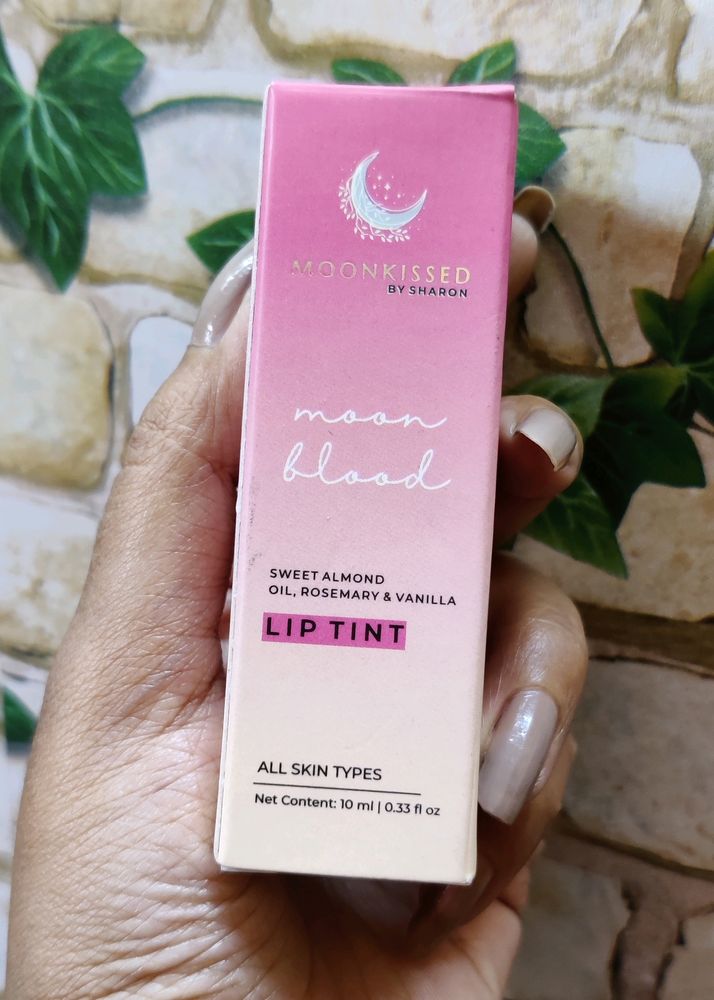 MOONKISSED
BY SHARON
moon
blood
SWEET ALMOND
OIL, ROSEMARY & VANILLA
LIP TINT
ALL SKIN TYPES
Net Content: 10 ml | 0.33 fl oz